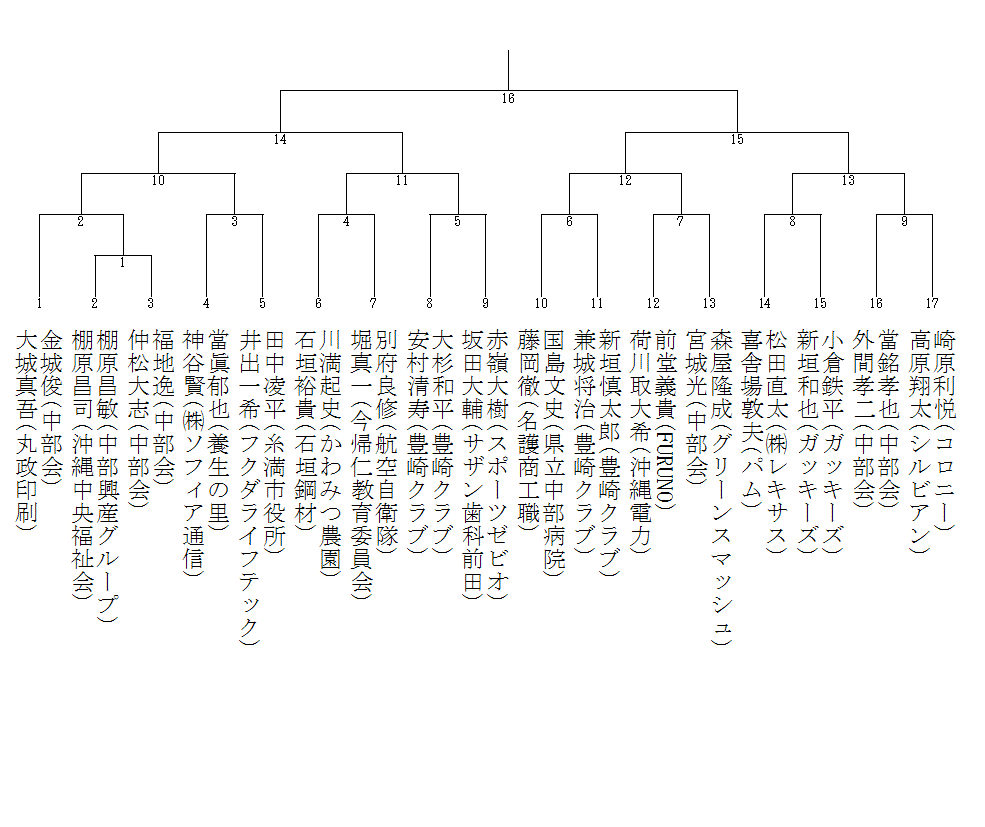 16
14 15
10 11 12 13
2 3 4 5 6 7 8 9
1
1 2 3 4 5 6 7 8 9 10 11 12 13 14 15 16 17
大城真吾(丸政印刷)
金城俊(中部会)
棚原昌司(沖縄中央福祉会)
棚原昌敏(中部興産グループ)
仲松大志(中部会)
福地逸(中部会)
神谷賢(㈱ソフィア通信)
當眞郁也(養生の里)
井出一希(フクダライフテック)
田中凌平(糸満市役所)
石垣裕貴(石垣鋼材)
川満起史(かわみつ農園)
堀真一(今帰仁教育委員会)
別府良修(航空自衛隊)
安村清寿(豊崎クラブ)
大杉和平(豊崎クラブ)
坂田大輔(サザン歯科前田)
赤嶺大樹(スポーツゼビオ)
藤岡徹(名護商工職)
国島文史(県立中部病院)
兼城将治(豊崎クラブ)
新垣慎太郎(豊崎クラブ)
荷川取大希(沖縄電力)
前堂義貴(FURUNO)
宮城光(中部会)
森屋隆成(グリーンスマッシュ)
喜舎場敦夫(パム)
松田直太(㈱レキサス)
新垣和也(ガッキーズ)
小倉鉄平(ガッキーズ)
外間孝二(中部会)
當銘孝也(中部会)
高原翔太(シルビアン)
崎原利悦(コロニー)